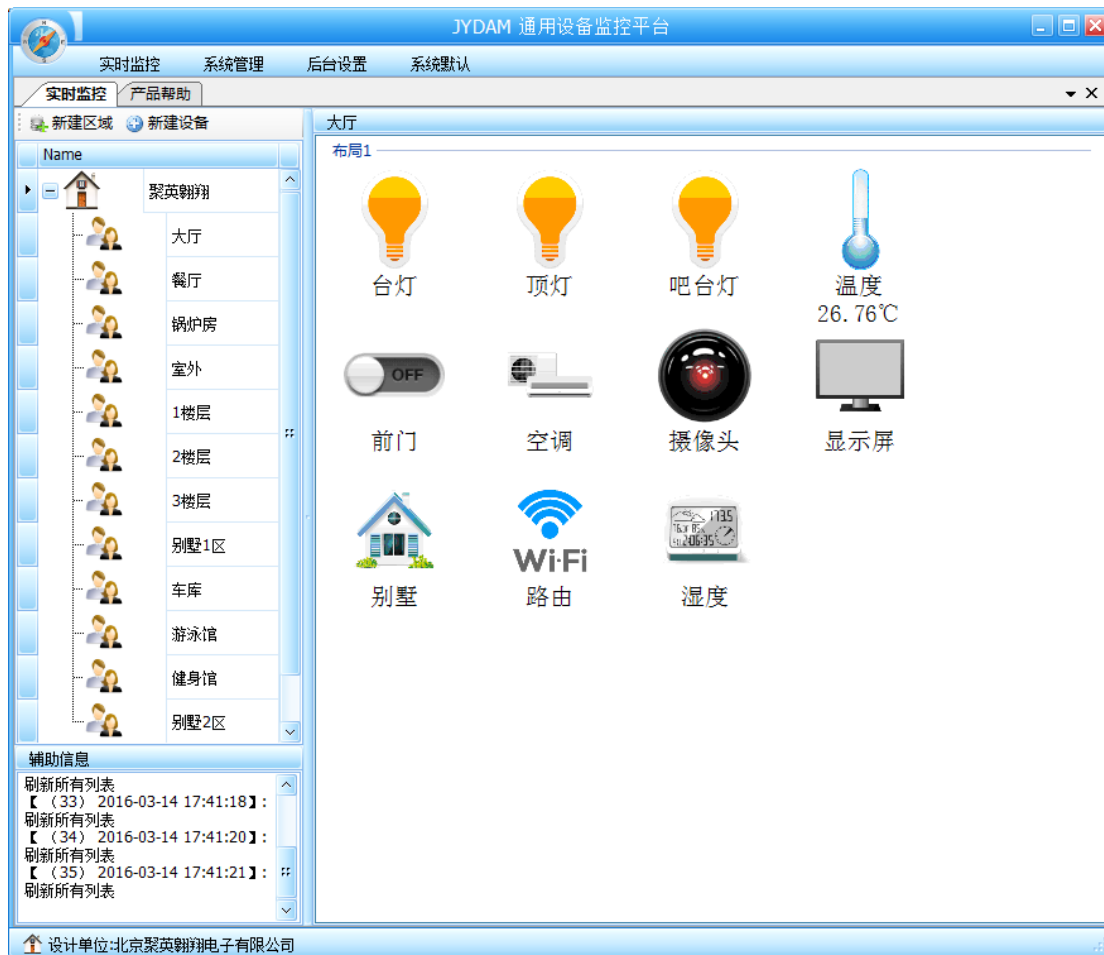 JYDAM 通用设备监控平台
实时监控 系统管理 后台设置 系统默认
实时监控 产品帮助
新建区域 新建设备
大厅
Name
布局1
聚英翱翔
大厅
餐厅
锅炉房
室外
1楼层
2楼层
3楼层
别墅1区
车库
游泳馆
健身馆
别墅2区
台灯 顶灯 吧台灯 温度
26.76℃
OFF
前门 空调 摄像头 显示屏
Wi-Fi
别墅 路由 湿度
辅助信息
刷新所有列表
【 （33） 2016-03-14 17:41:18】:
刷新所有列表
【 （34） 2016-03-14 17:41:20】:
刷新所有列表
【 （35） 2016-03-14 17:41:21】:
刷新所有列表
设计单位:北京聚英翱翔电子有限公司